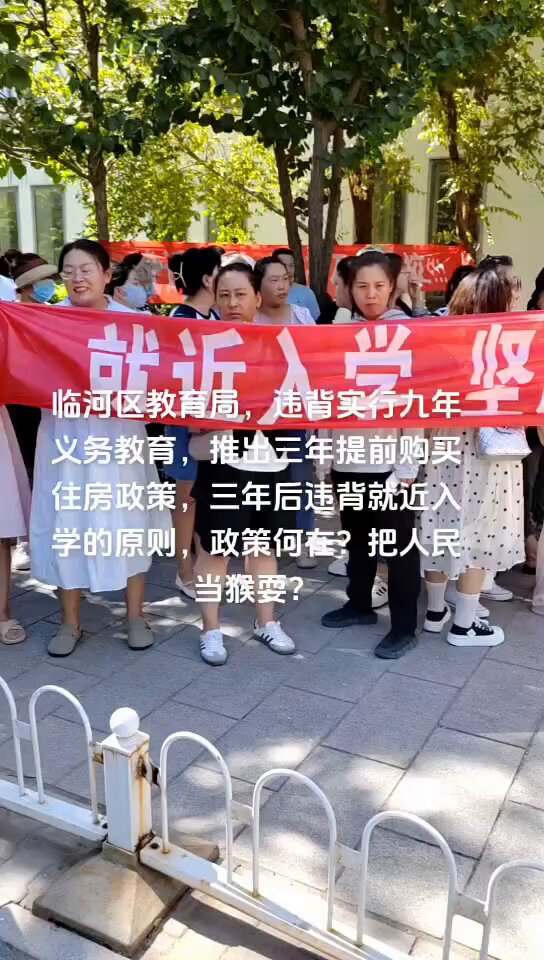 就近入学 坚
临河区教育局，违背实行九年
义务教育，推出三年提前购买
住房政策，三年后违背就近入
学的原则，政策何在？把人民
当猴耍？